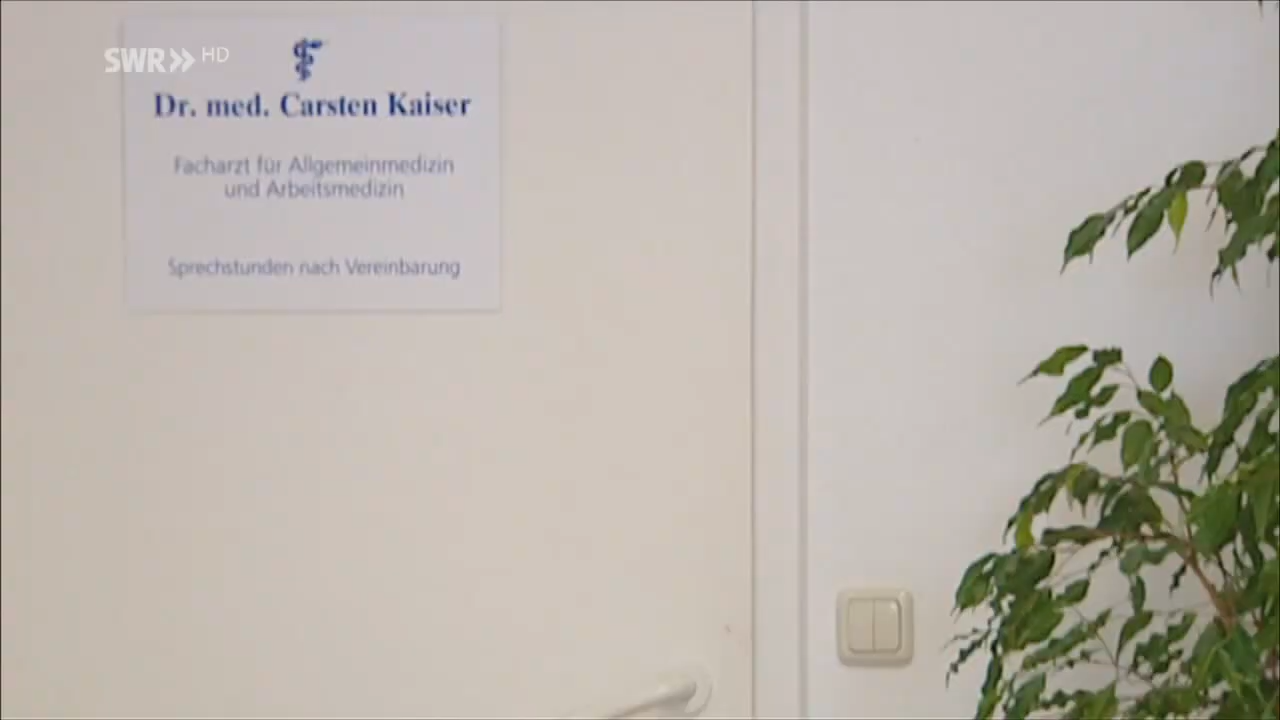 SWR» HD
Dr. med. Carsten Kaiser
Facharzt für Allgemeinmedizin
und Arbeitsmedizin
Sprechstunden nach Vereinbarung